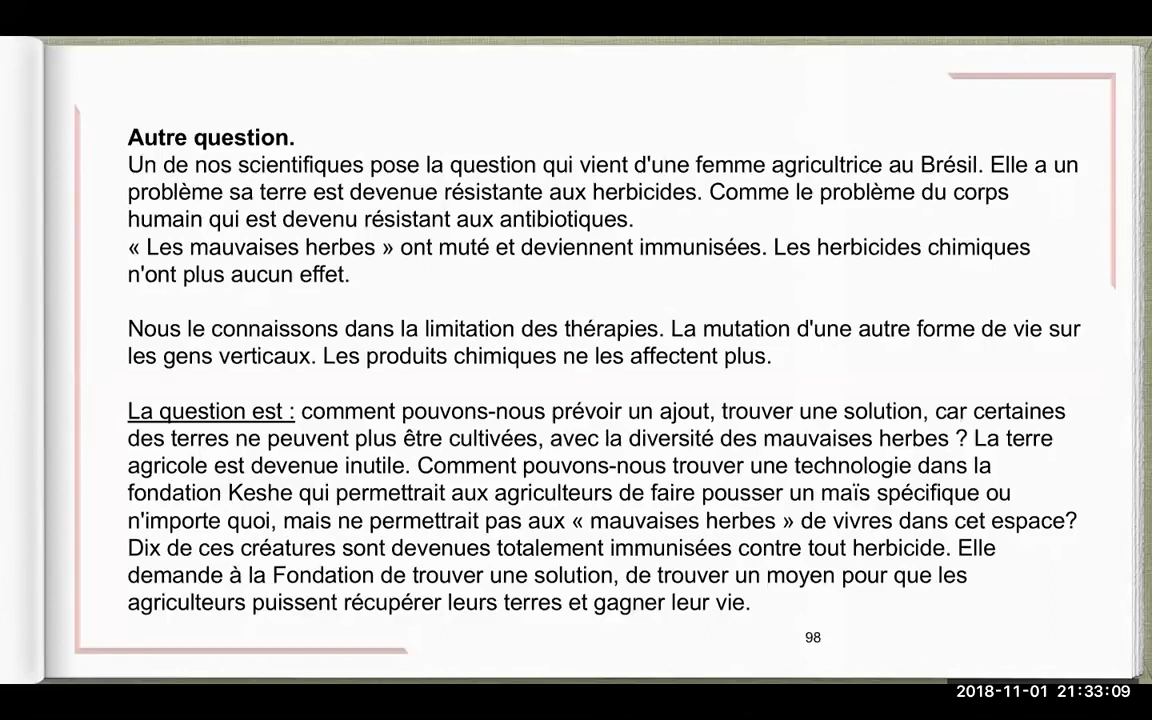 Autre question.
Un de nos scientifiques pose la question qui vient d'une femme agricultrice au Brésil. Elle a un
problème sa terre est devenue résistante aux herbicides. Comme le problème du corps
humain qui est devenu résistant aux antibiotiques.
« Les mauvaises herbes » ont muté et deviennent immunisées. Les herbicides chimiques
n'ont plus aucun effet.
Nous le connaissons dans la limitation des thérapies. La mutation d'une autre forme de vie sur
les gens verticaux. Les produits chimiques ne les affectent plus.
La question est : comment pouvons-nous prévoir un ajout, trouver une solution, car certaines
des terres ne peuvent plus être cultivées, avec la diversité des mauvaises herbes ? La terre
agricole est devenue inutile. Comment pouvons-nous trouver une technologie dans la
fondation Keshe qui permettrait aux agriculteurs de faire pousser un maïs spécifique ou
n'importe quoi, mais ne permettrait pas aux « mauvaises herbes » de vivres dans cet espace?
Dix de ces créatures sont devenues totalement immunisées contre tout herbicide. Elle
demande à la Fondation de trouver une solution, de trouver un moyen pour que les
agriculteurs puissent récupérer leurs terres et gagner leur vie.
98
2018-11-01 21:33:09